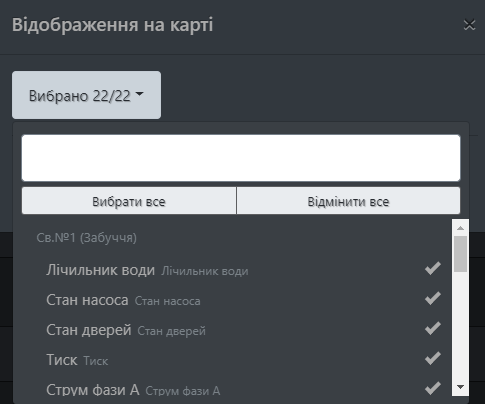 Відображення на карті
Вибрано 22/22
Вибрати все
Відмінити все
Св.№1 (Забуччя)
Лічильник води Лічильник води
Стан насоса Стан насоса
Стан дверей Стан дверей
Тиск Тиск
Струм фази А Струм фази А